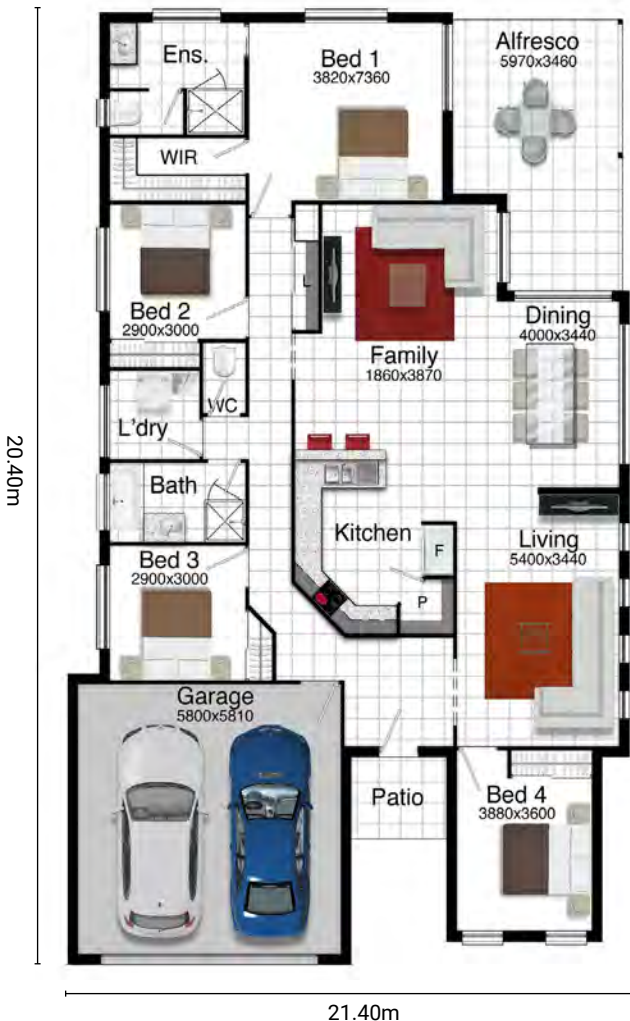 Ens.
Bed 1
3820x7360
Alfresco
5970x3460
WIR
Bed 2
2900x3000
L
Dining
4000x3440
Family
1860x3870
WC
L'dry
Bath
Kitchen
F
Living
5400x3440
Bed 3
2900x3000
P
Garage
5800x5810
Patio
Bed 4
3880x3600
20.40m
21.40m